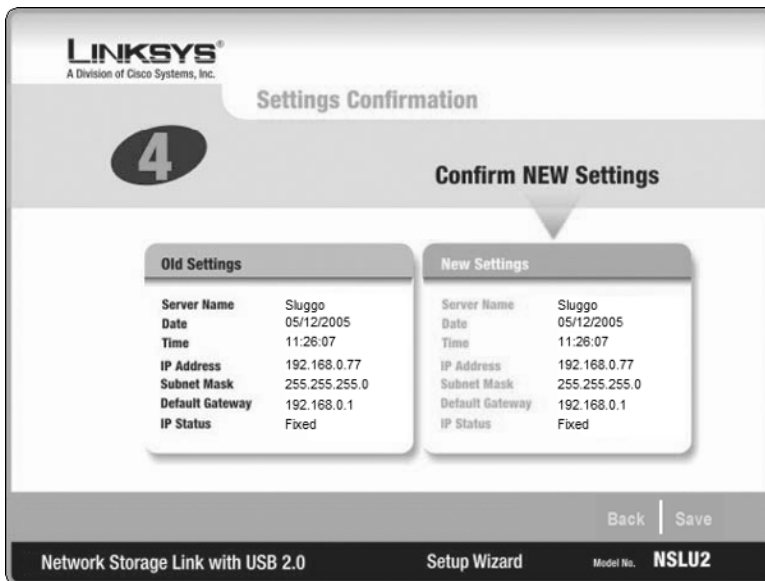 LINKSYS®
A Division of Cisco Systems, Inc.
Settings Confirmation
4
Confirm NEW Settings
Old Settings
Server Name Sluggo
Date 05/12/2005
Time 11:26:07
IP Address 192.168.0.77
Subnet Mask 255.255.255.0
Default Gateway 192.168.0.1
IP Status Fixed
New Settings
Server Name Sluggo
Date 05/12/2005
Time 11:26:07
IP Address 192.168.0.77
Subnet Mask 255.255.255.0
Default Gateway 192.168.0.1
IP Status Fixed
Back Save
Network Storage Link with USB 2.0 Setup Wizard Model No. NSLU2